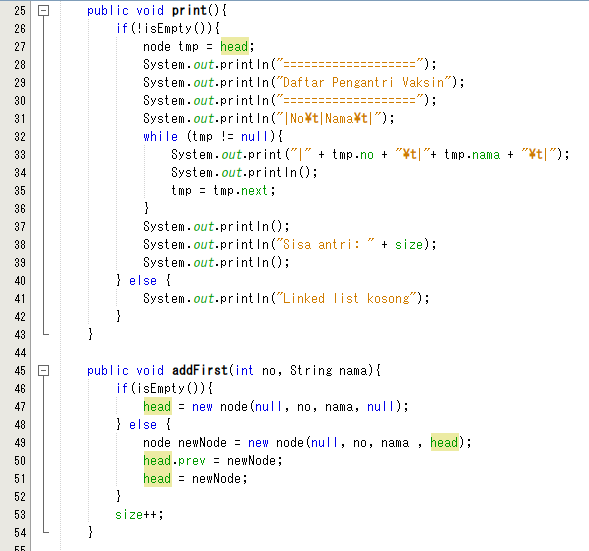 25 public void print(){
26 if(!isEmpty()){
27 node tmp = head;
28 System.out.println("===================");
29 System.out.println("Daftar Pengantri Vaksin");
30 System.out.println("===================");
31 System.out.println("|No¥t|Nama¥t|");
32 while (tmp != null){
33 System.out.print("|" + tmp.no + "¥t|"+ tmp.nama + "¥t|");
34 System.out.println();
35 tmp = tmp.next;
36 }
37 System.out.println();
38 System.out.println("Sisa antri: " + size);
39 System.out.println();
40 } else {
41 System.out.println("Linked list kosong");
42 }
43 }
44
45 public void addFirst(int no, String nama){
46 if(isEmpty()){
47 head = new node(null, no, nama, null);
48 } else {
49 node newNode = new node(null, no, nama , head);
50 head.prev = newNode;
51 head = newNode;
52 }
53 size++;
54 }
55